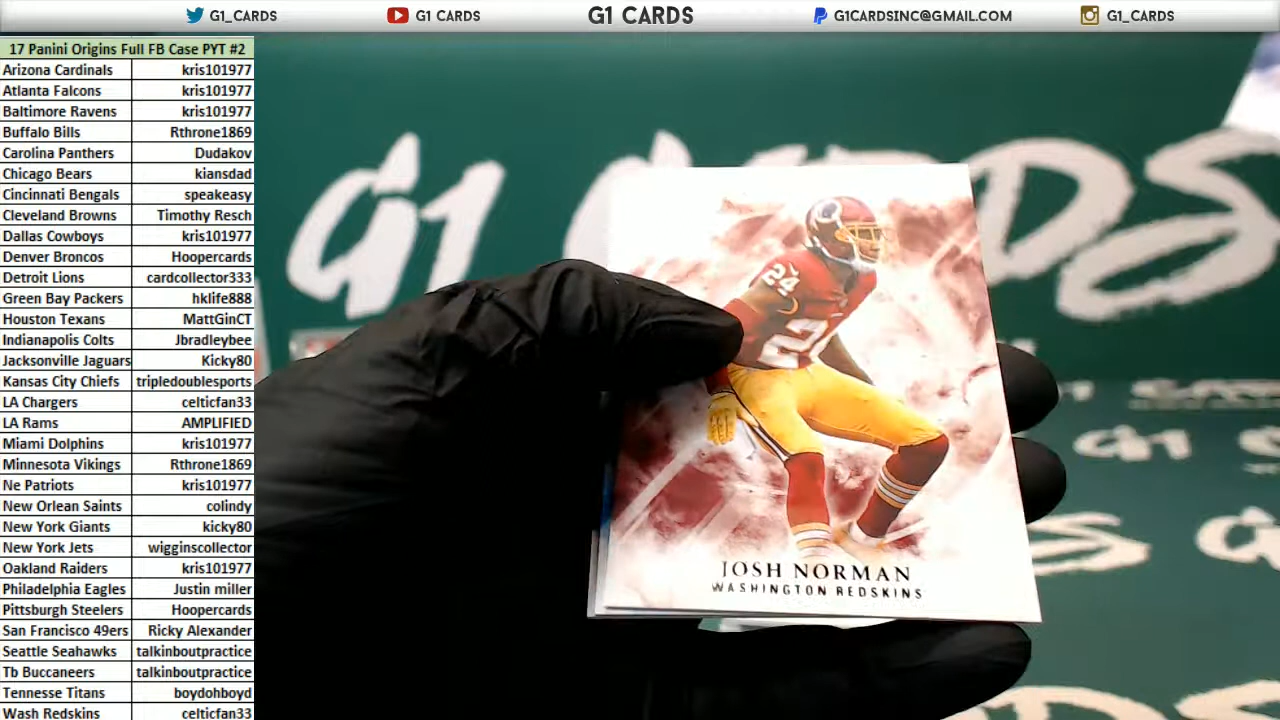 G1_CARDS
G1 CARDS
G1 CARDS
G1CARDSINC@GMAIL.COM
G1_CARDS
17 Panini Origins Full FB Case PYT #2
Arizona Cardinals kris101977
Atlanta Falcons kris101977
Baltimore Ravens kris101977
Buffalo Bills Rthrone1869
Carolina Panthers Dudakov
Chicago Bears kiansdad
Cincinnati Bengals speakeasy
Cleveland Browns Timothy Resch
Dallas Cowboys kris101977
Denver Broncos Hoopercards
Detroit Lions cardcollector333
Green Bay Packers hklife888
Houston Texans MattGinCT
Indianapolis Colts Jbradleybee
Jacksonville Jaguars Kicky80
Kansas City Chiefs tripledoublesports
LA Chargers celticfan33
LA Rams AMPLIFIED
Miami Dolphins kris101977
Minnesota Vikings Rthrone1869
Ne Patriots kris101977
New Orlean Saints colindy
New York Giants kicky80
New York Jets wigginscollector
Oakland Raiders kris101977
Philadelphia Eagles Justin miller
Pittsburgh Steelers Hoopercards
San Francisco 49ers Ricky Alexander
Seattle Seahawks talkinboutpractice
Tb Buccaneers talkinboutpractice
Tennesse Titans boydohboyd
Wash Redskins celticfan33
G1 CARDS
24
24
JOSH NORMAN
WASHINGTON REDSKINS